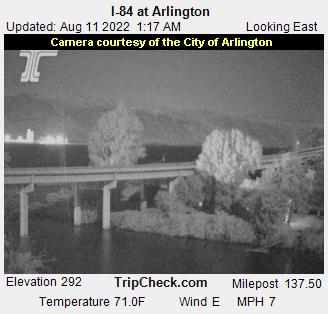 I-84 at Arlington
Updated: Aug 11 2022 1:17 AM Looking East
Camera courtesy of the City of Arlington
Elevation 292 TripCheck.com Milepost 137.50
Temperature 71.0F Wind E MPH 7